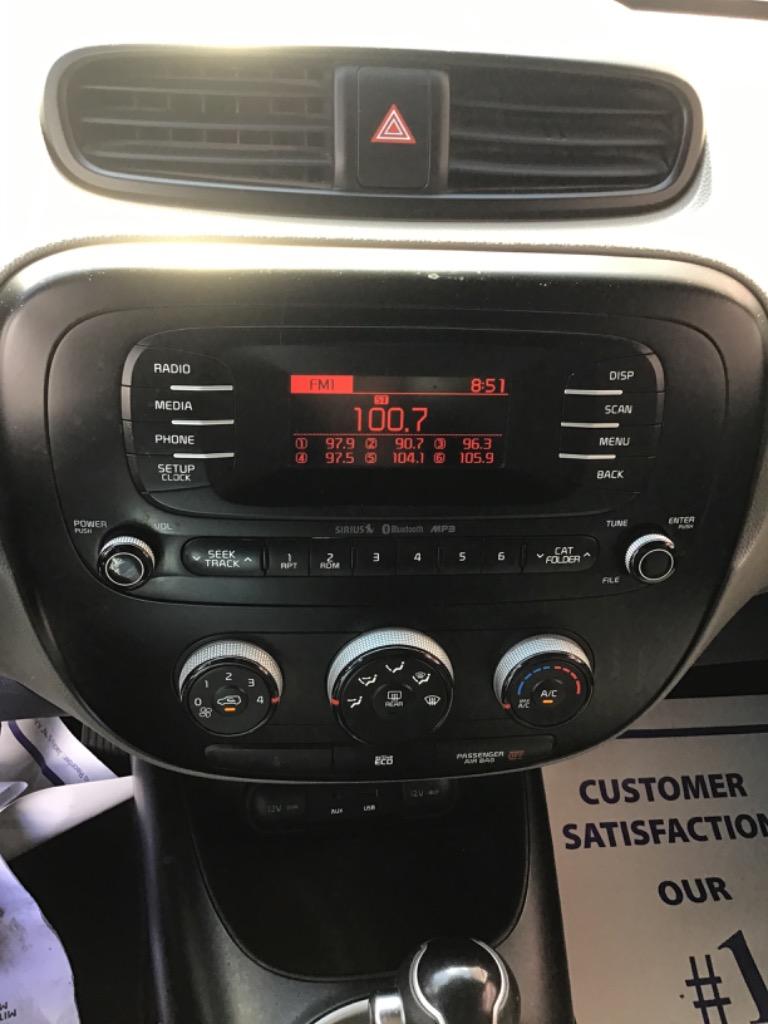 RADIO
MEDIA
PHONE
SETUP
CLOCK
FM1 8:51
100.7
① 97.9 ② 90.7 ③ 96.3
④ 97.5 ⑤ 104.1 ⑥ 105.9
DISP
SCAN
MENU
BACK
SIRIUS Bluetooth MP3
POWER
PUSH
VOL
SEEK
TRACK
1
RPT
2
RDM
3
4
5
6
CAT
FOLDER
TUNE
FILE
ENTER
PUSH
0 1 2 3 4
REAR
A/C
MAX
A/C
ECO
PASSENGER
AIR BAG
OFF
12V
AUX
USB
12V
CUSTOMER
SATISFACTION
OUR
#1